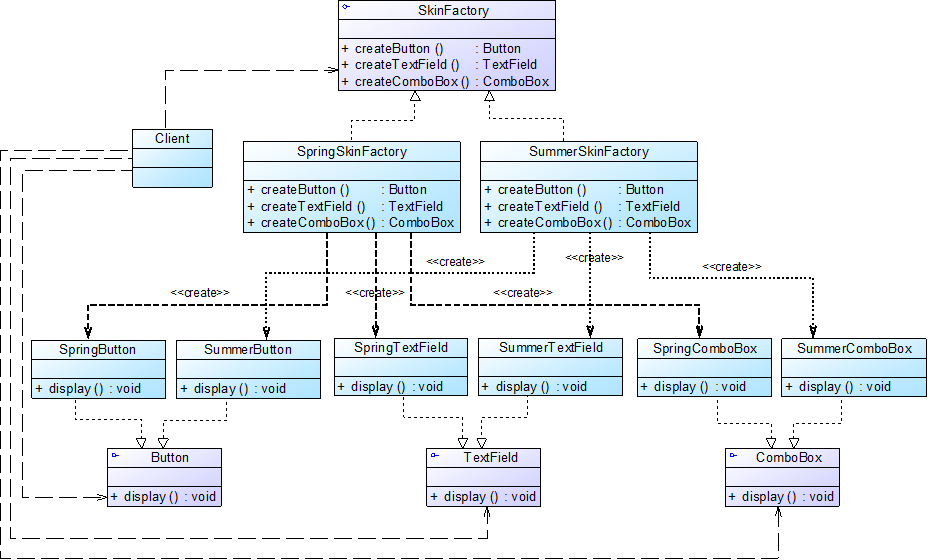 SkinFactory
+ createButton () : Button
+ createTextField () : TextField
+ createComboBox () : ComboBox
Client
SpringSkinFactory
+ createButton () : Button
+ createTextField () : TextField
+ createComboBox () : ComboBox
SummerSkinFactory
+ createButton () : Button
+ createTextField () : TextField
+ createComboBox () : ComboBox
<<create>>
<<create>>
<<create>>
<<create>>
<<create>>
<<create>>
SpringButton
+ display () : void
SummerButton
+ display () : void
SpringTextField
+ display () : void
SummerTextField
+ display () : void
SpringComboBox
+ display () : void
SummerComboBox
+ display () : void
Button
+ display () : void
TextField
+ display () : void
ComboBox
+ display () : void